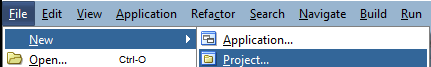 File Edit View Application Refactor Search Navigate Build Run
New Application...
Open... Ctrl-O Project...